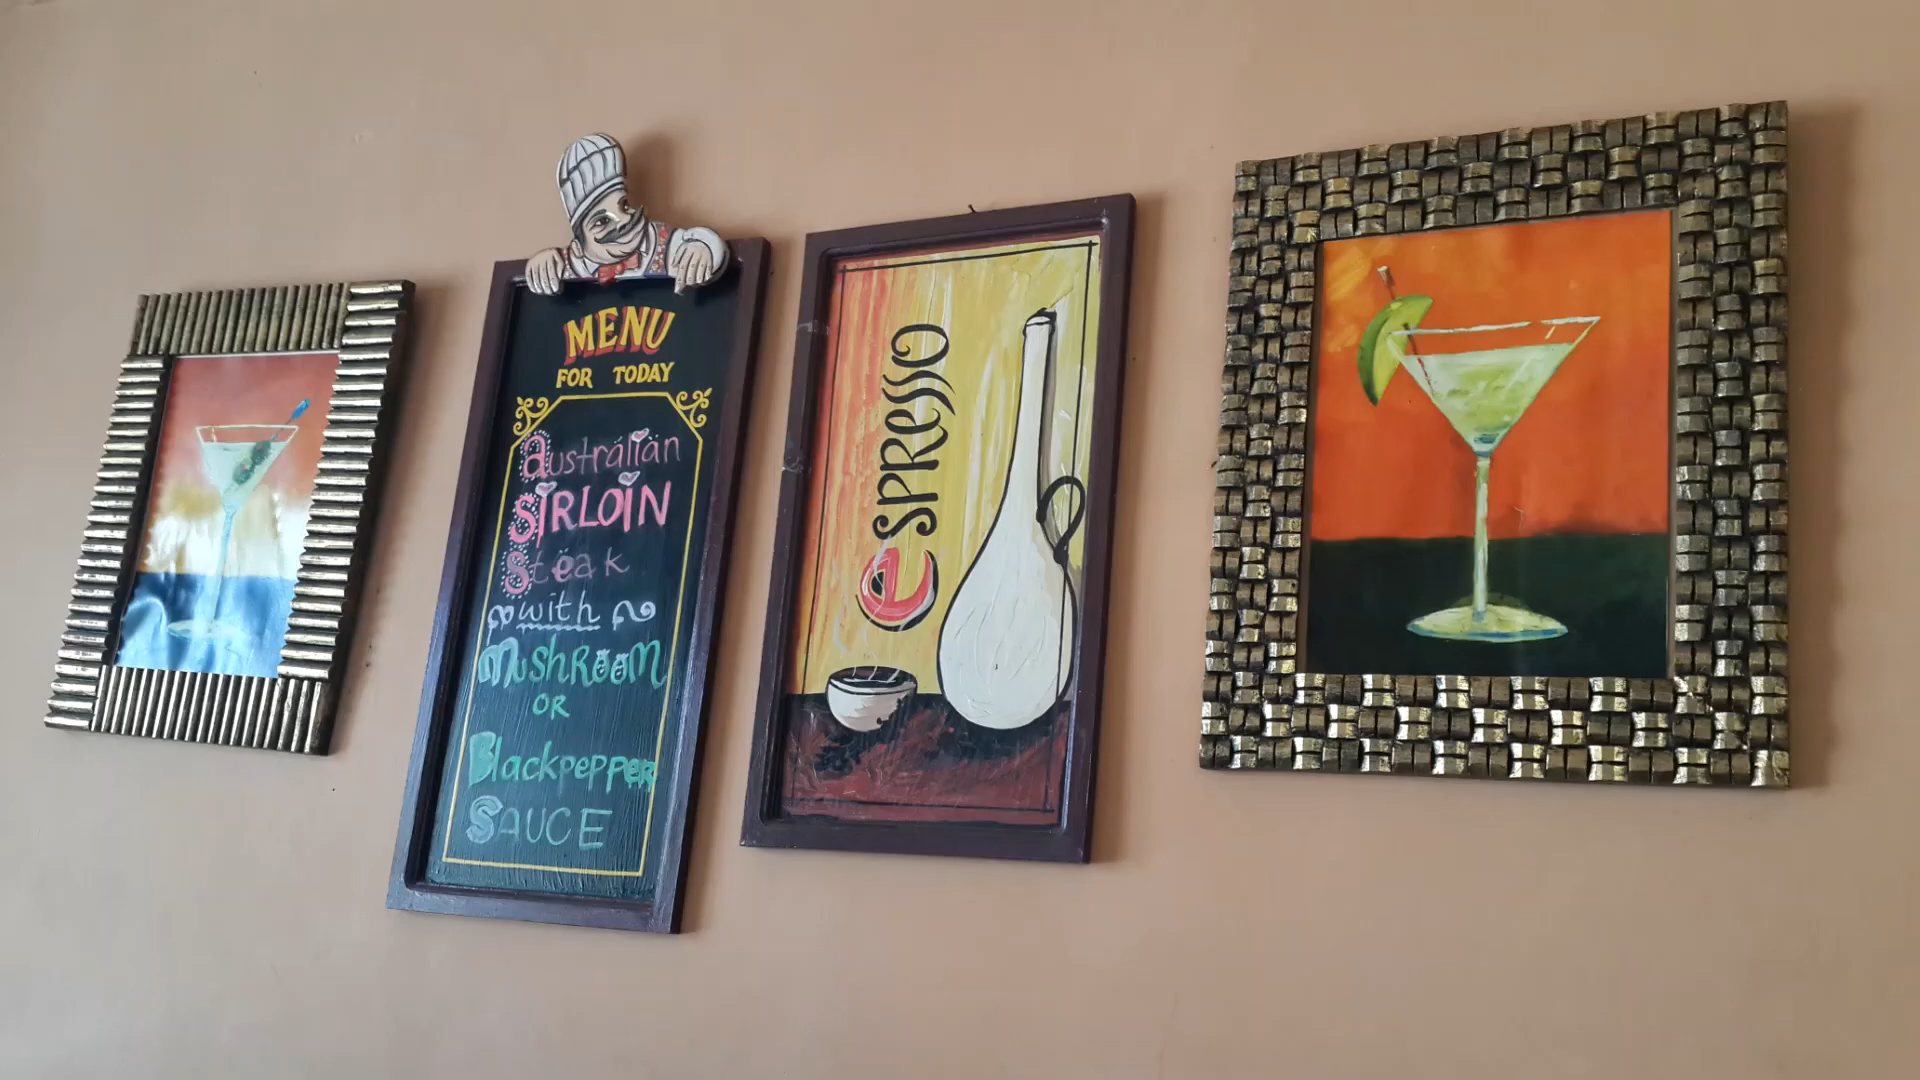 MENU
FOR TODAY
Australian
SIRLOIN
Steak
with
MushRooM
OR
Blackpepper
SAUCE
eSPResso